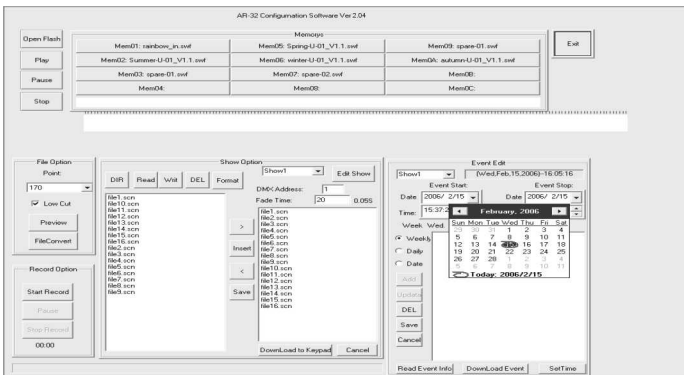 AR-32 Configurnation Software Ver 2.04
Open Flash
Play
Pause
Stop
Memorys
Mem01: rainbow_in.swf
Mem05: Spring-U-01_V1.1.swf
Mem09: spare-01.swf
Mem02: Summer-U-01_V1.1.swf
Mem06: winter-U-01_V1.1.swf
Mem0A: autumn-U-01_V1.1.swf
Mem03: spare-01.swf
Mem07: spare-02.swf
Mem0B:
Mem04:
Mem08:
Mem0C:
Exit
File Option
Point:
170
Low Cut
Preview
FileConvert
Record Option
Start Record
Pause
Stop Record
00:00
Show Option
DIR
Read
Writ
DEL
Format
Show1
Edit Show
DMX Address:
1
Fade Time:
20
0.05S
file1.scn
file10.scn
file11.scn
file12.scn
file13.scn
file14.scn
file15.scn
file16.scn
file2.scn
file3.scn
file4.scn
file5.scn
file6.scn
file7.scn
file8.scn
file9.scn
>
Insert
<
Save
file1.scn
file2.scn
file3.scn
file4.scn
file5.scn
file6.scn
file7.scn
file8.scn
file9.scn
file10.scn
file11.scn
file12.scn
file13.scn
file14.scn
file15.scn
file16.scn
DownLoad to Keypad
Cancel
Event Edit
Show1
(Wed,Feb,15,2006)-16:05:16
Event Start:
Event Stop:
Date
2006/ 2/15
Date
2006/ 2/15
Time:
15:37:2
February, 2006
Sun Mon Tue Wed Thu Fri Sat
29 30 31 1 2 3 4
5 6 7 8 9 10 11
12 13 14 15 16 17 18
19 20 21 22 23 24 25
26 27 28 1 2 3 4
5 6 7 8 9 10 11
Today: 2006/2/15
Week
Wed
Weekly
Daily
Date
Add
Update
DEL
Save
Cancel
Read Event Info
DownLoad Event
SetTime